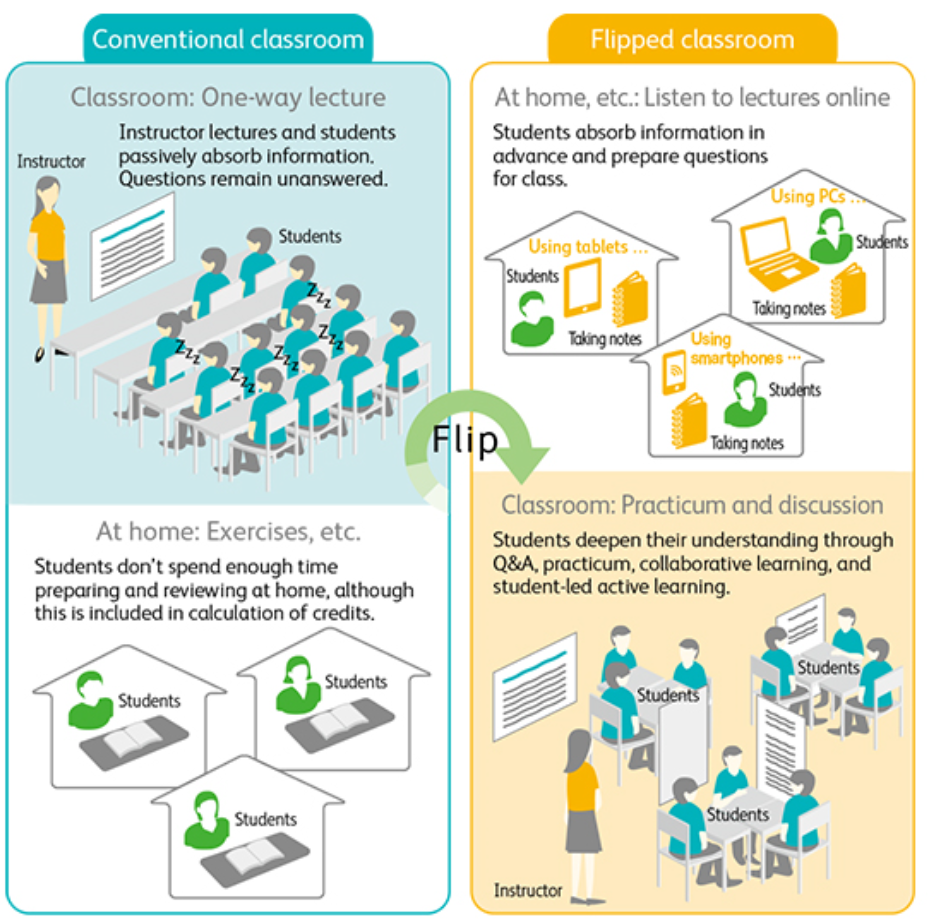 Conventional classroom
Classroom: One-way lecture
Instructor lectures and students
passively absorb information.
Questions remain unanswered.
Instructor
Students
Zzz
Zzz
Zzz
Zzz
Zzz
At home: Exercises, etc.
Students don't spend enough time
preparing and reviewing at home, although
this is included in calculation of credits.
Students
Students
Students
Flip
Flipped classroom
At home, etc.: Listen to lectures online
Students absorb information in
advance and prepare questions
for class.
Using tablets ...
Students
Taking notes
Using PCs ...
Students
Taking notes
Using
smartphones ...
Students
Taking notes
Classroom: Practicum and discussion
Students deepen their understanding through
Q&A, practicum, collaborative learning, and
student-led active learning.
Students
Students
Students
Instructor